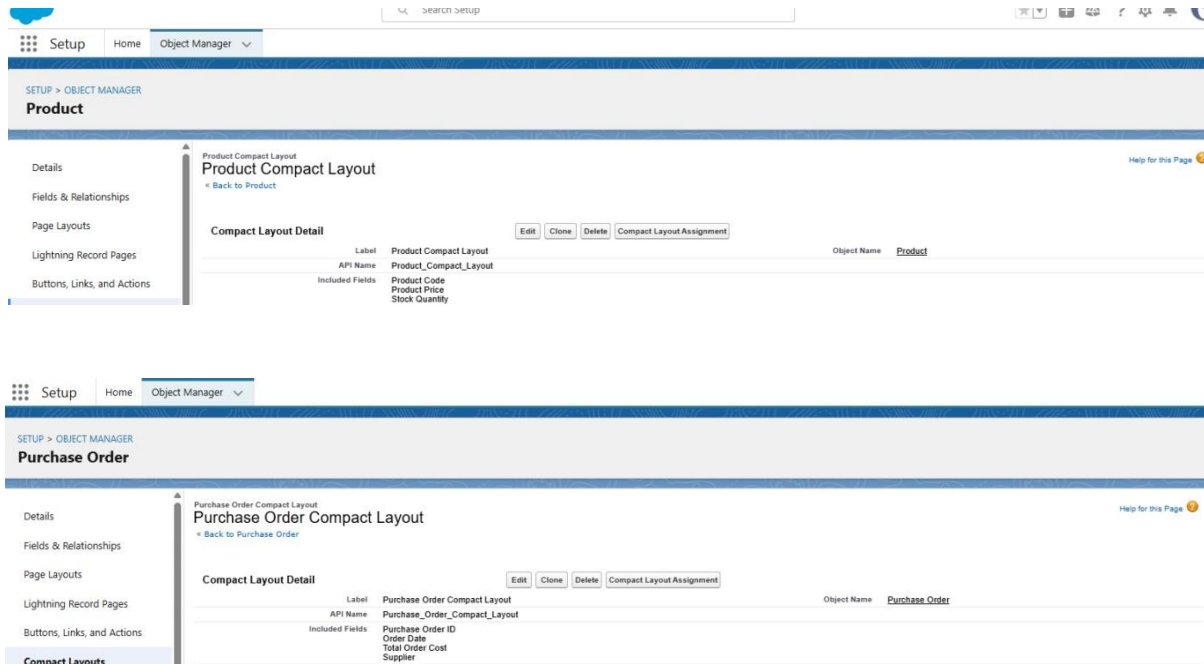 Search Setup
Setup Home Object Manager
SETUP > OBJECT MANAGER
Product
Details
Fields & Relationships
Page Layouts
Lightning Record Pages
Buttons, Links, and Actions
Product Compact Layout
Product Compact Layout
« Back to Product
Help for this Page
Compact Layout Detail Edit Clone Delete Compact Layout Assignment
Label Product Compact Layout Object Name Product
API Name Product_Compact_Layout
Included Fields Product Code
Product Price
Stock Quantity
Setup Home Object Manager
SETUP > OBJECT MANAGER
Purchase Order
Details
Fields & Relationships
Page Layouts
Lightning Record Pages
Buttons, Links, and Actions
Compact Layouts
Purchase Order Compact Layout
Purchase Order Compact Layout
« Back to Purchase Order
Help for this Page
Compact Layout Detail Edit Clone Delete Compact Layout Assignment
Label Purchase Order Compact Layout Object Name Purchase Order
API Name Purchase_Order_Compact_Layout
Included Fields Purchase Order ID
Order Date
Total Order Cost
Supplier